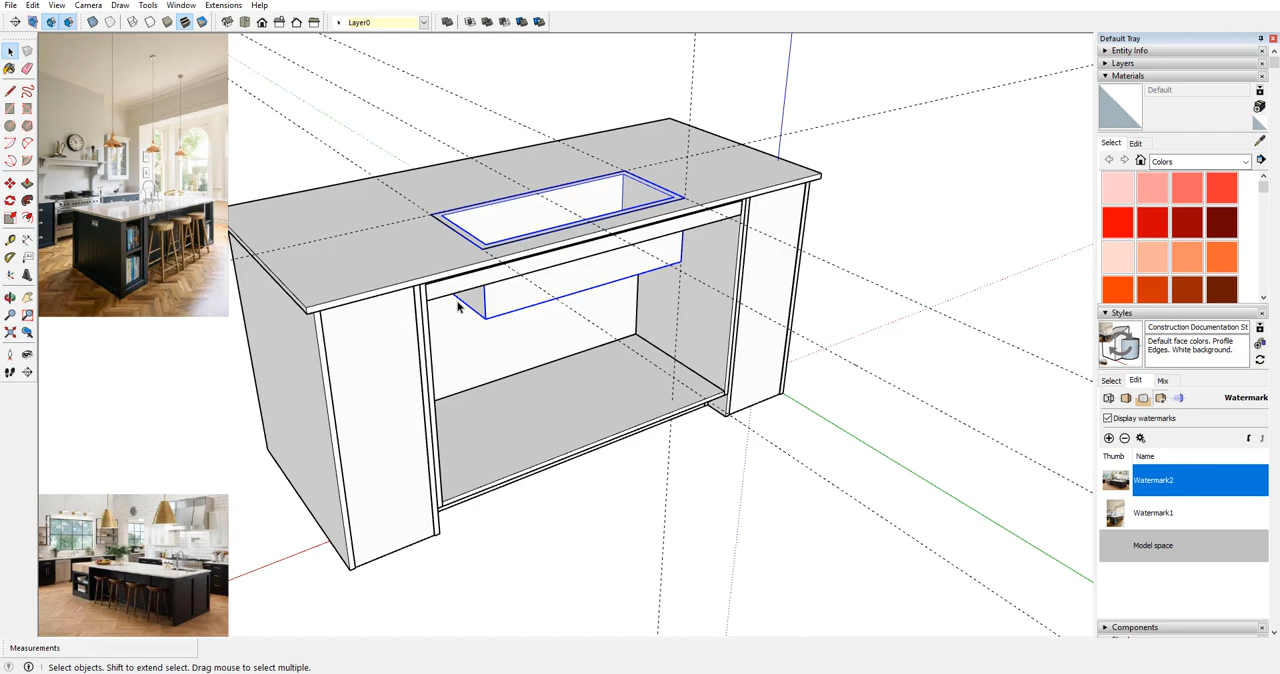 File Edit View Camera Draw Tools Window Extensions Help
Layer0
Default Tray
Entity Info
Layers
Materials
Default
Select Edit
Colors
Styles
Construction Documentation St
Default face colors. Profile
Edges. White background.
Select Edit Mix
Watermark
Display watermarks
Thumb Name
Watermark2
Watermark1
Model space
Components
Measurements
Select objects. Shift to extend select. Drag mouse to select multiple.